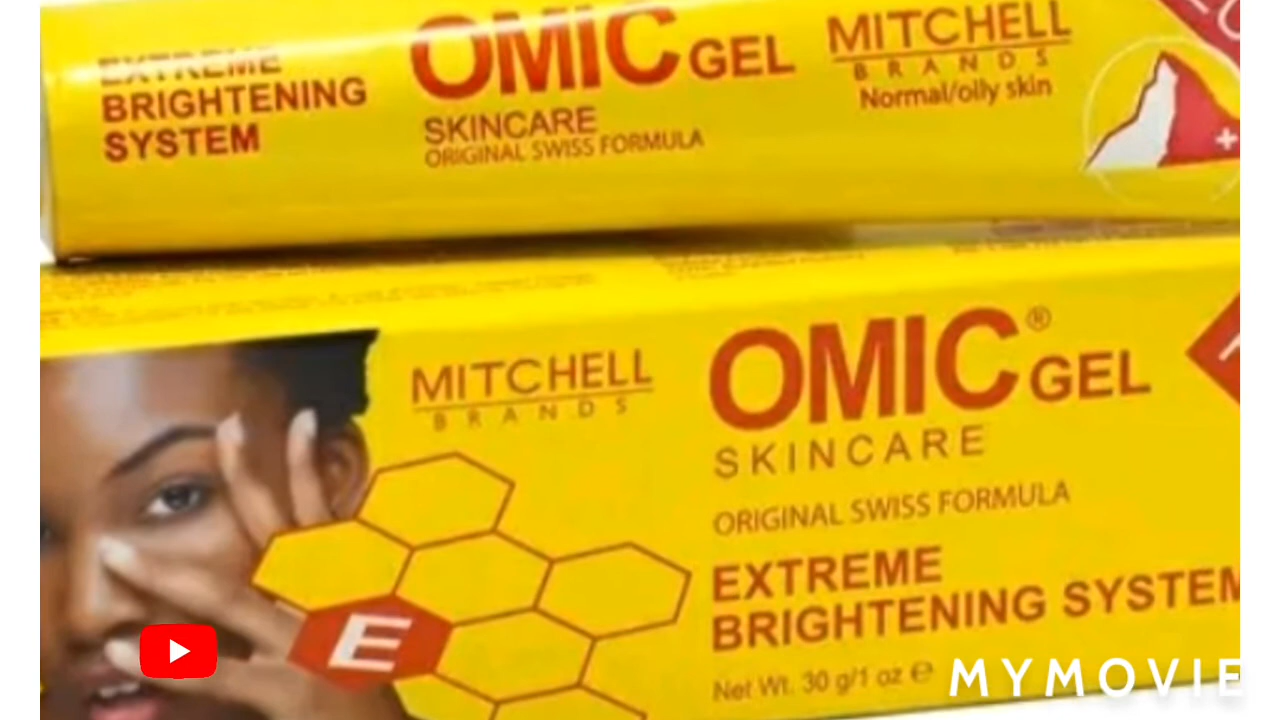 EXTREME
BRIGHTENING
SYSTEM
OMIC GEL
SKINCARE
ORIGINAL SWISS FORMULA
MITCHELL
BRANDS
Normal/oily skin
MITCHELL
BRANDS
E
OMIC® GEL
SKINCARE
ORIGINAL SWISS FORMULA
EXTREME
BRIGHTENING SYSTEM
Net Wt. 30 g/1 oz ℮
MYMOVIE